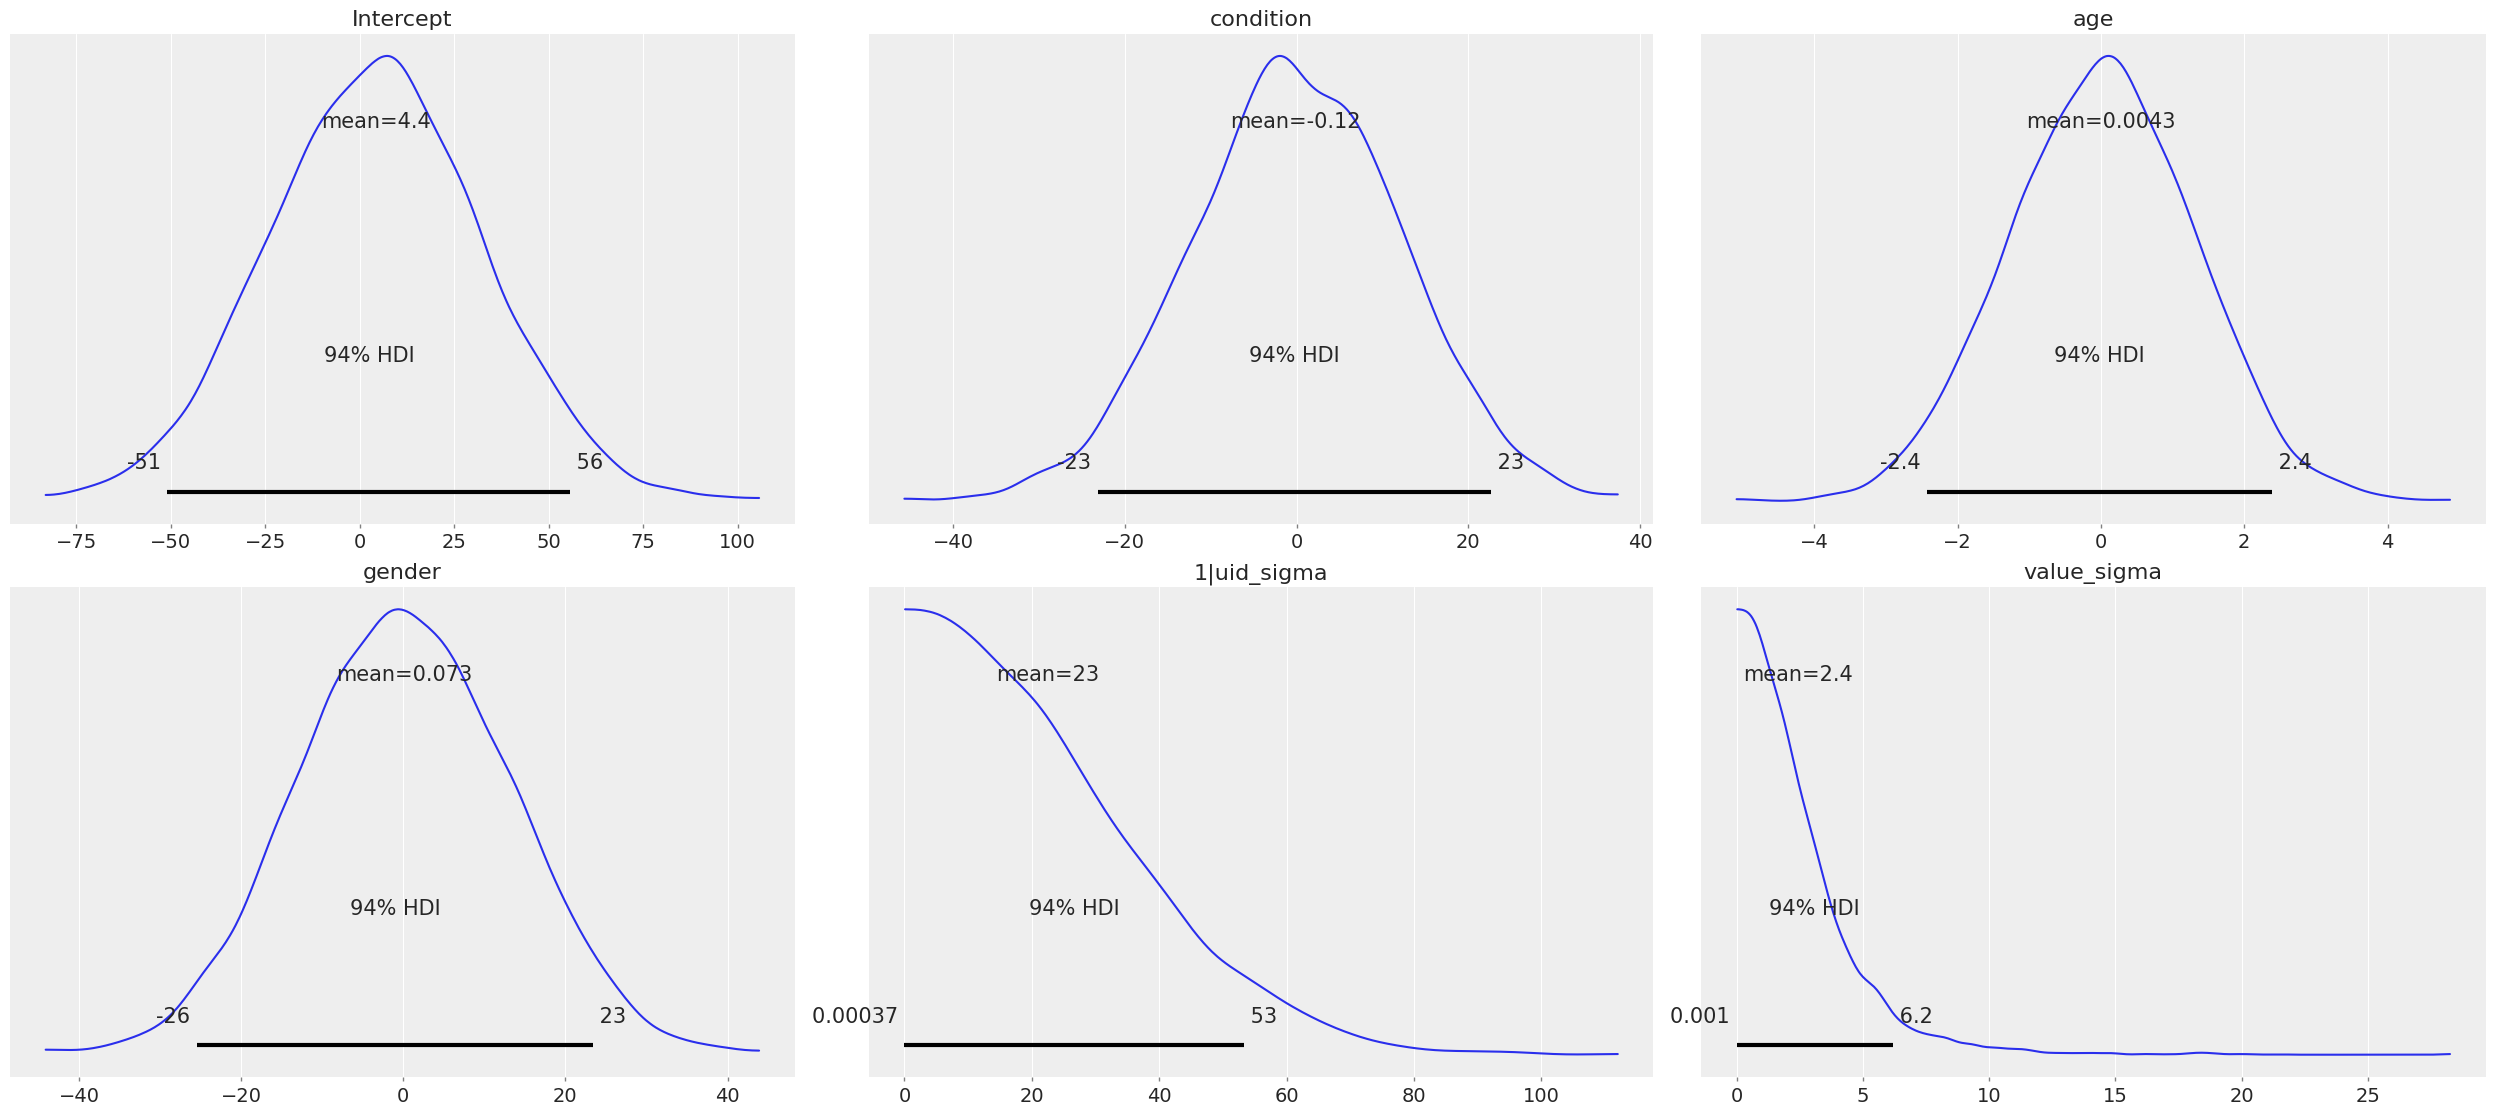 Intercept
mean=4.4
94% HDI
-51 56
−75 −50 −25 0 25 50 75 100
condition
mean=-0.12
94% HDI
-23 23
−40 −20 0 20 40
age
mean=0.0043
94% HDI
-2.4 2.4
−4 −2 0 2 4
gender
mean=0.073
94% HDI
-26 23
−40 −20 0 20 40
1|uid_sigma
mean=23
94% HDI
0.00037 53
0 20 40 60 80 100
value_sigma
mean=2.4
94% HDI
0.001 6.2
0 5 10 15 20 25